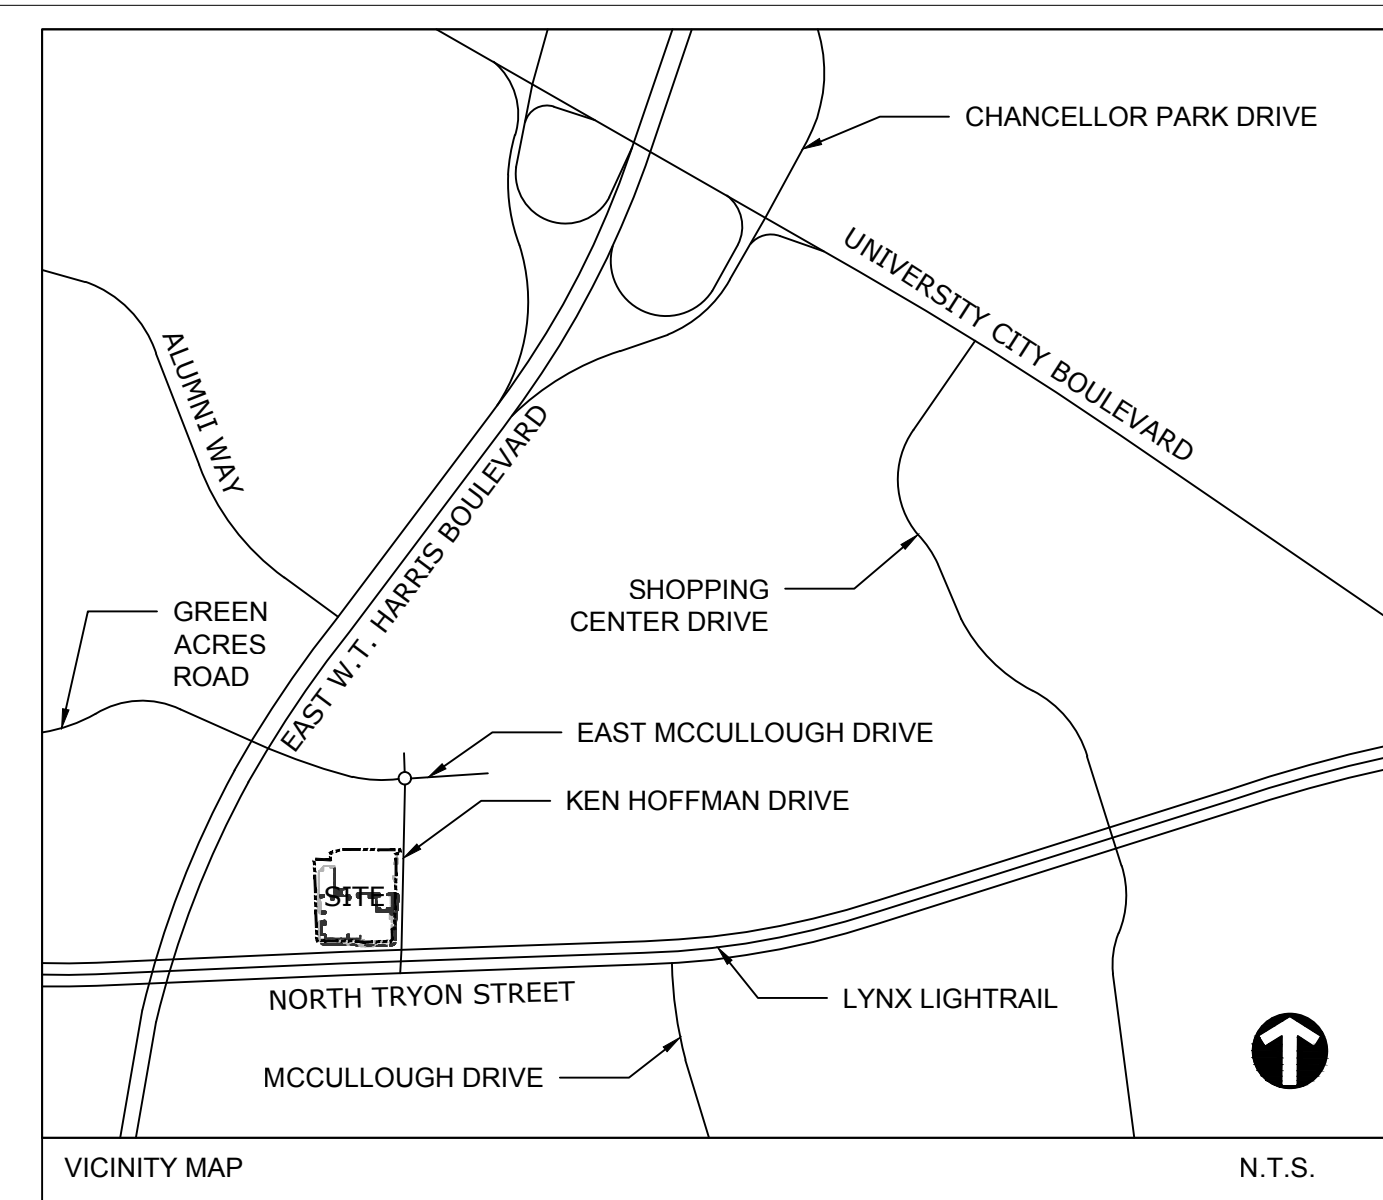 CHANCELLOR PARK DRIVE
UNIVERSITY CITY BOULEVARD
ALUMNI WAY
EAST W.T. HARRIS BOULEVARD
SHOPPING
CENTER DRIVE
GREEN
ACRES
ROAD
EAST MCCULLOUGH DRIVE
KEN HOFFMAN DRIVE
SITE
NORTH TRYON STREET
LYNX LIGHTRAIL
MCCULLOUGH DRIVE
VICINITY MAP
N.T.S.